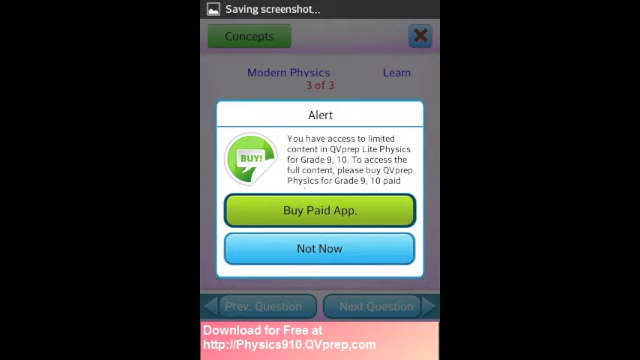 Saving screenshot...
Concepts
Modern Physics Learn
3 of 3
Alert
BUY!
You have access to limited
content in QVprep Lite Physics
for Grade 9, 10. To access the
full content, please buy QVprep
Physics for Grade 9, 10 paid
Buy Paid App.
Not Now
Prev. Question Next Question
Download for Free at
http://Physics910.QVprep.com